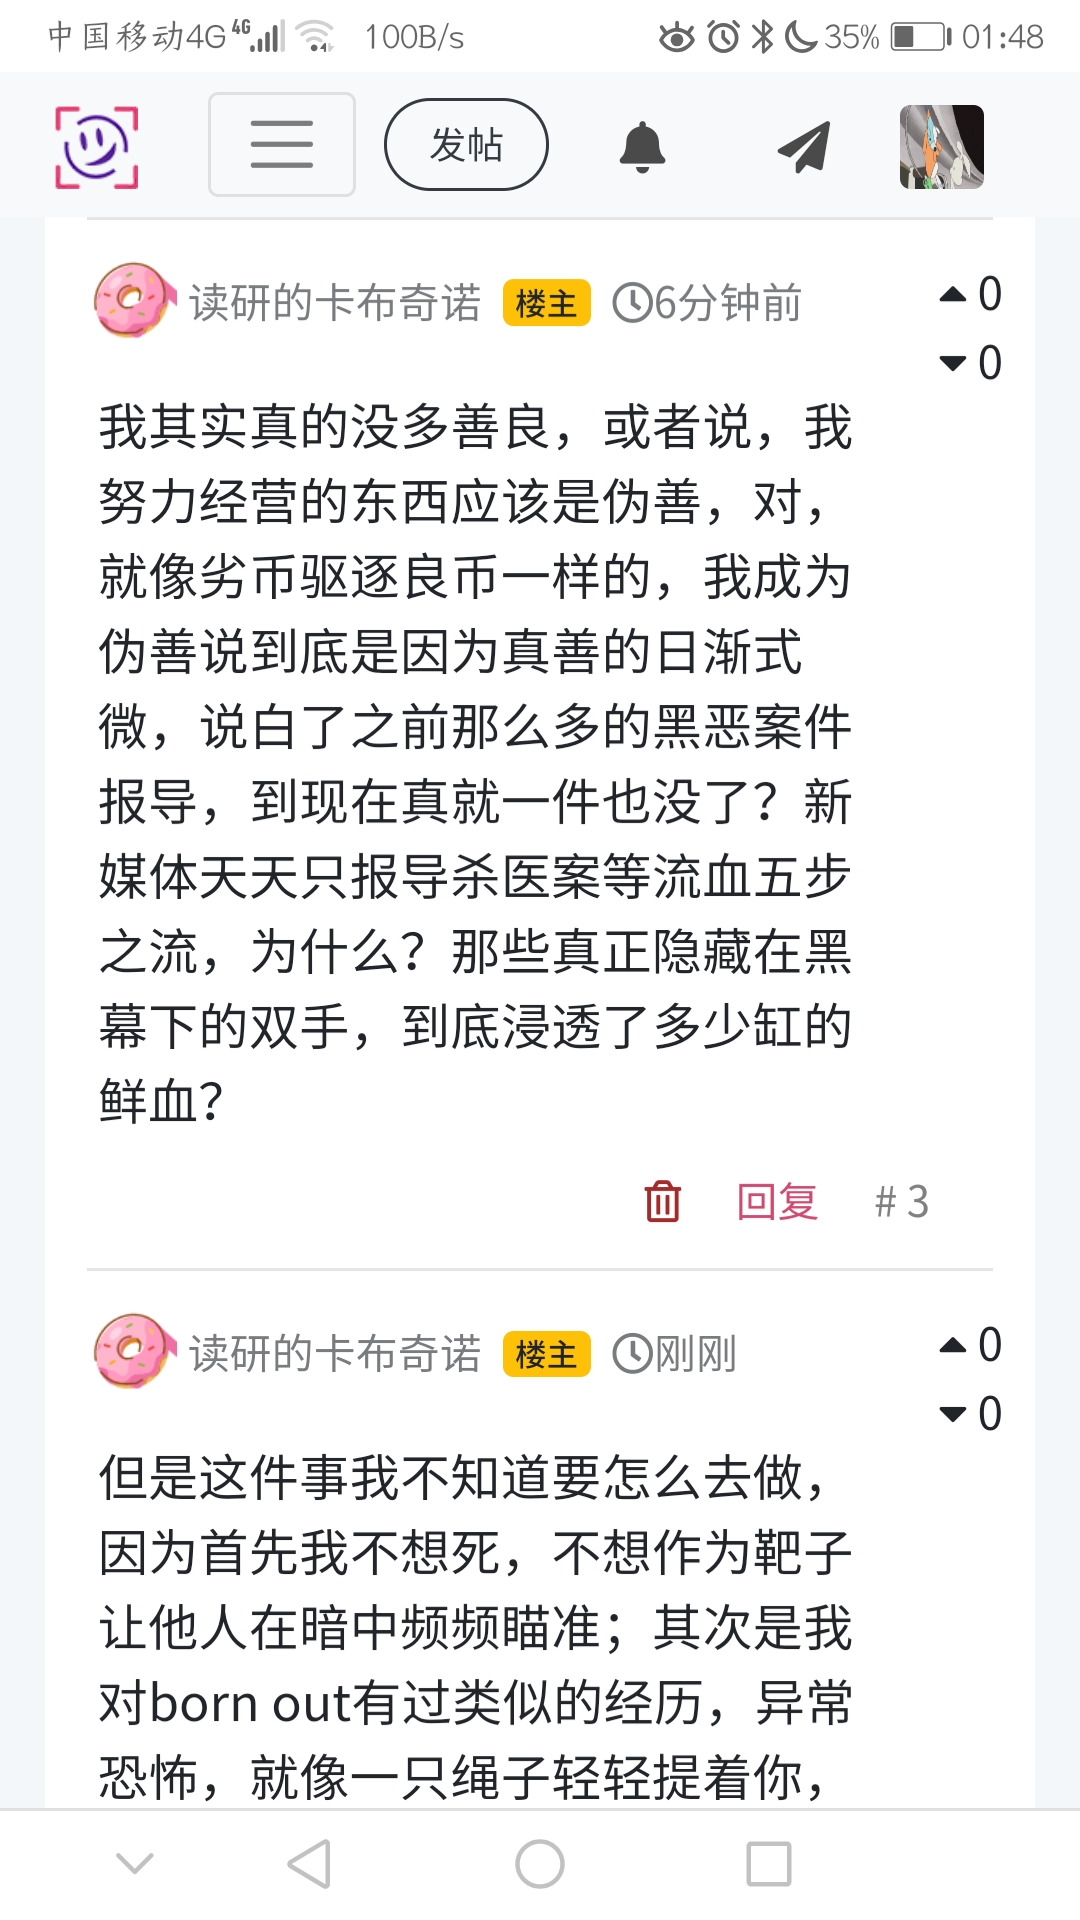 中国移动4G 4G 100B/s 35% 01:48
发帖
读研的卡布奇诺 楼主 6分钟前 0
0
我其实真的没多善良，或者说，我
努力经营的东西应该是伪善，对，
就像劣币驱逐良币一样的，我成为
伪善说到底是因为真善的日渐式
微，说白了之前那么多的黑恶案件
报导，到现在真就一件也没了？新
媒体天天只报导杀医案等流血五步
之流，为什么？那些真正隐藏在黑
幕下的双手，到底浸透了多少缸的
鲜血？
回复 # 3
读研的卡布奇诺 楼主 刚刚 0
0
但是这件事我不知道要怎么去做，
因为首先我不想死，不想作为靶子
让他人在暗中频频瞄准；其次是我
对born out有过类似的经历，异常
恐怖，就像一只绳子轻轻提着你，